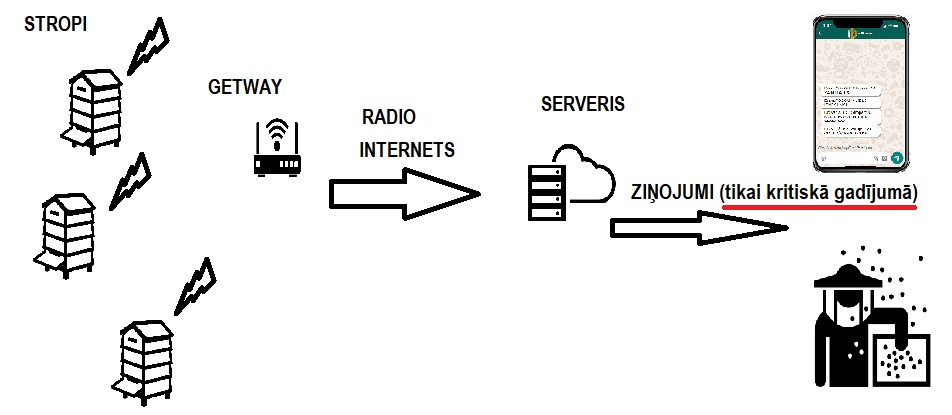 STROPI
GETWAY
RADIO
INTERNETS
SERVERIS
ZIŅOJUMI (tikai kritiskā gadījumā)